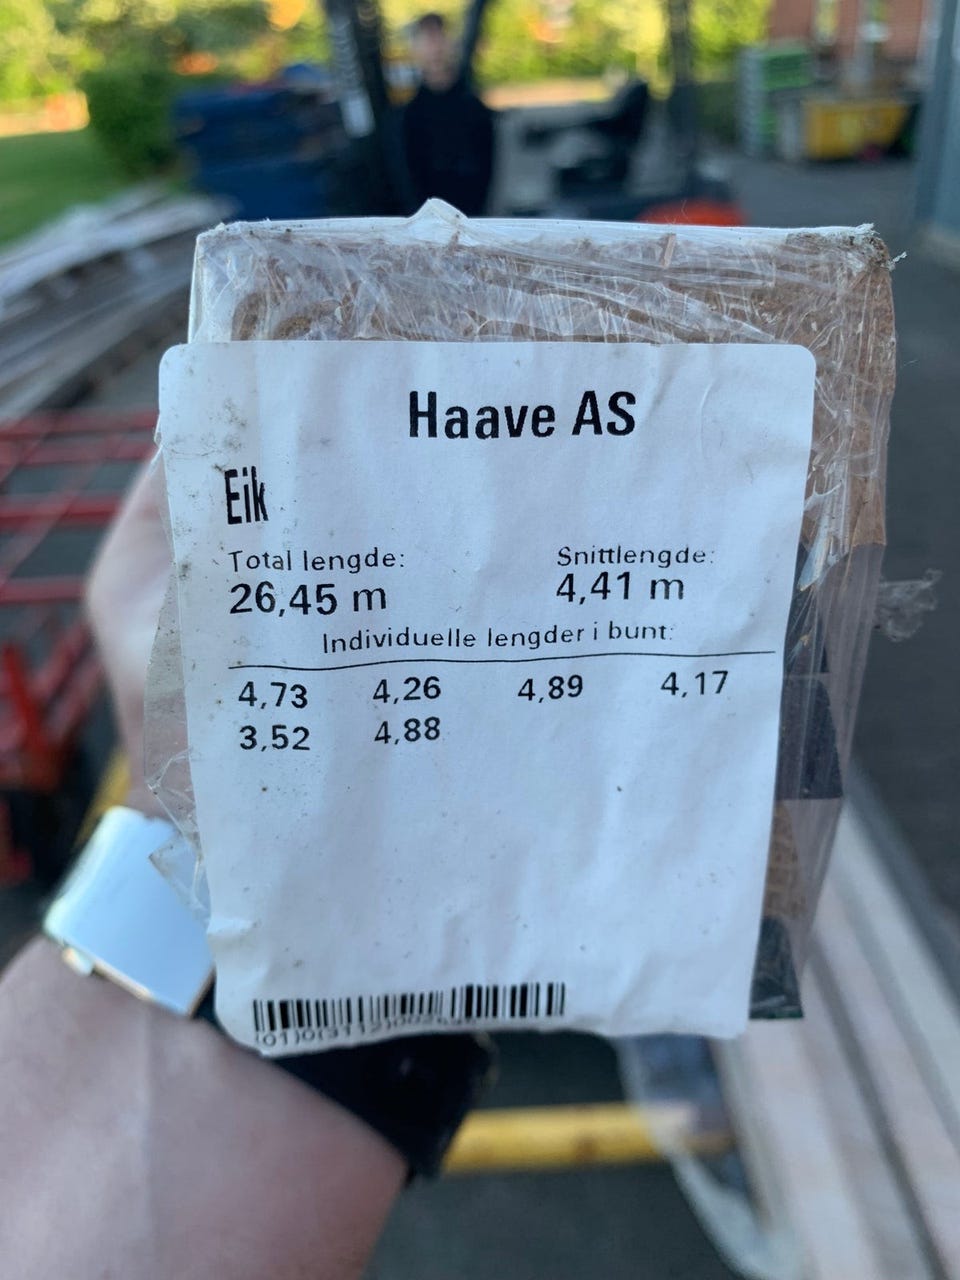 Haave AS
Eik
Total lengde: Snittlengde:
26,45 m 4,41 m
Individuelle lengder i bunt:
4,73 4,26 4,89 4,17
3,52 4,88